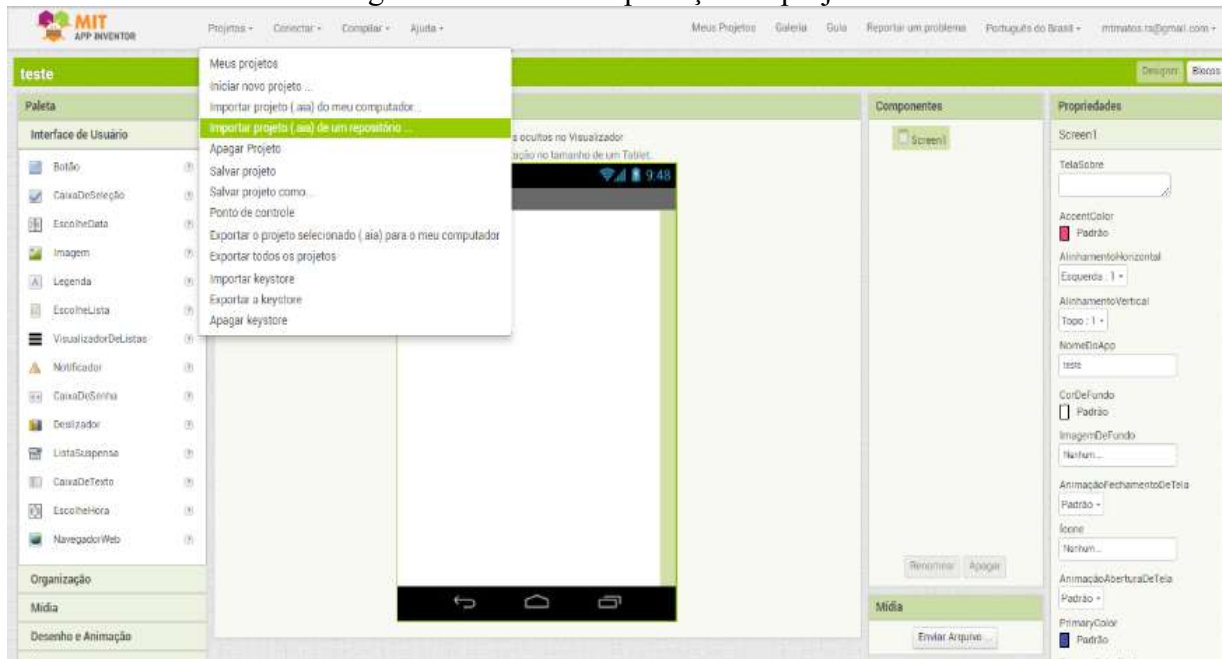 MIT
APP INVENTOR
Projetos
Conectar
Compilar
Ajuda
Meus Projetos
Galeria
Guia
Reportar um problema
Português do Brasil
teste
Designer
Blocos
Paleta
Interface de Usuário
Botão
CaixaDeSeleção
EscolheData
Imagem
Legenda
EscolheLista
VisualizadorDeListas
Notificador
CaixaDeSenha
Deslizador
ListaSuspensa
CaixaDeTexto
EscolheHora
NavegadorWeb
Organização
Mídia
Desenho e Animação
Meus projetos
Iniciar novo projeto ...
Importar projeto (.aia) do meu computador...
Importar projeto (.aia) de um repositório ...
Apagar Projeto
Salvar projeto
Salvar projeto como...
Ponto de controle
Exportar o projeto selecionado (.aia) para o meu computador
Exportar todos os projetos
Importar keystore
Exportar a keystore
Apagar keystore
s ocultos no Visualizador
no tamanho de um Tablet.
9:48
Componentes
Screen1
Renomear
Apagar
Mídia
Enviar Arquivo ...
Propriedades
Screen1
TelaSobre
AccentColor
Padrão
AlinhamentoHorizontal
Esquerda : 1
AlinhamentoVertical
Topo : 1
NomeDoApp
teste
CorDeFundo
Padrão
ImagemDeFundo
Nenhum...
AnimaçãoFechamentoDeTela
Padrão
Ícone
Nenhum...
AnimaçãoAberturaDeTela
Padrão
PrimaryColor
Padrão